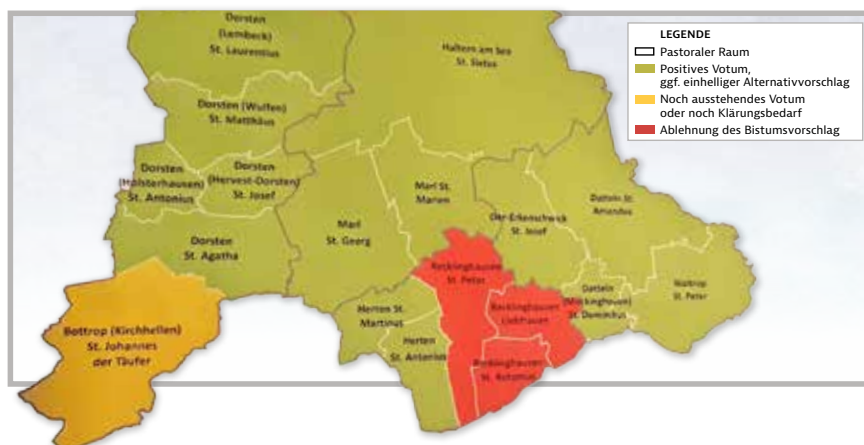 LEGENDE
Pastoraler Raum
Positives Votum,
ggf. einhelliger Alternativvorschlag
Noch ausstehendes Votum
oder noch Klärungsbedarf
Ablehnung des Bistumsvorschlag
Dorsten
(Lembeck)
St. Laurentius
Haltern am See
St. Sixtus
Dorsten (Wulfen)
St. Matthäus
Dorsten
(Holsterhausen)
St. Antonius
Dorsten
(Hervest-Dorsten)
St. Josef
Marl St.
Marien
Datteln St.
Amandus
Oer-Erkenschwick
St. Josef
Marl
St. Georg
Dorsten
St. Agatha
Recklinghausen
St. Peter
Datteln
(Meckinghoven)
St. Dominikus
Waltrop
St. Peter
Recklinghausen
Liebfrauen
Herten St.
Martinus
Herten
St. Antonius
Recklinghausen
St. Antonius
Bottrop (Kirchhellen)
St. Johannes
der Täufer